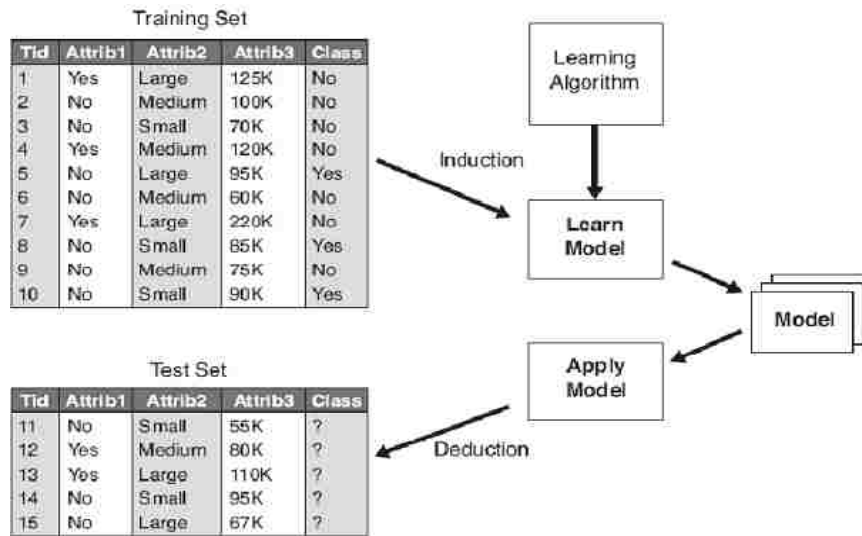 Training Set
Tid Attrib1 Attrib2 Attrib3 Class
1 Yes Large 125K No
2 No Medium 100K No
3 No Small 70K No
4 Yes Medium 120K No
5 No Large 95K Yes
6 No Medium 60K No
7 Yes Large 220K No
8 No Small 85K Yes
9 No Medium 75K No
10 No Small 90K Yes
Learning
Algorithm
Induction
Learn
Model
Model
Apply
Model
Deduction
Test Set
Tid Attrib1 Attrib2 Attrib3 Class
11 No Small 55K ?
12 Yes Medium 80K ?
13 Yes Large 110K ?
14 No Small 95K ?
15 No Large 67K ?